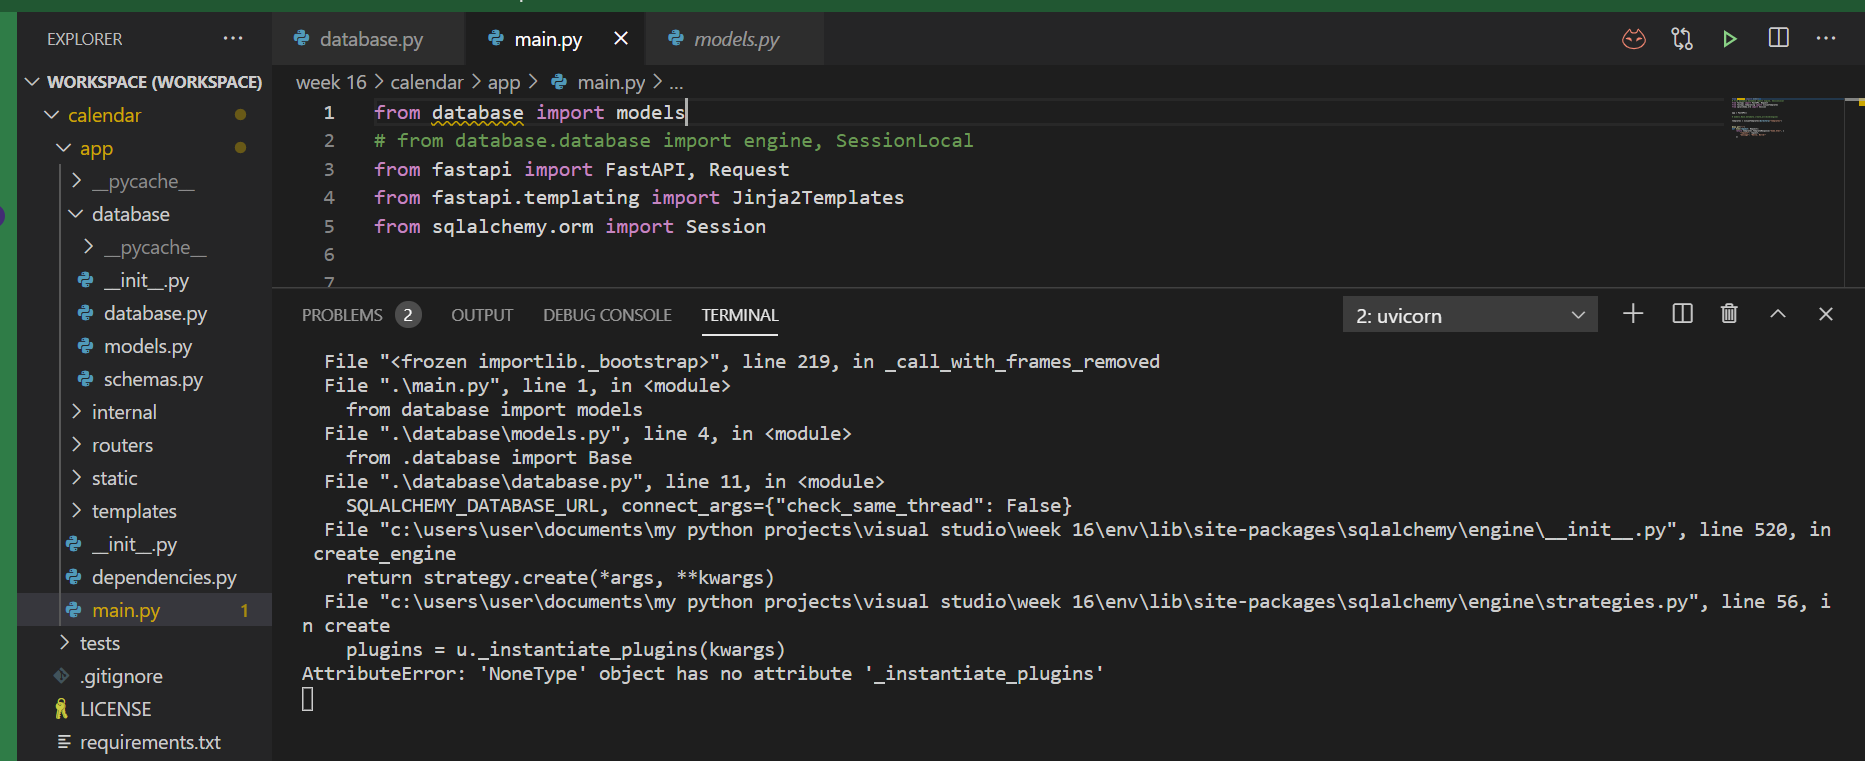 EXPLORER ...
WORKSPACE (WORKSPACE)
calendar
app
__pycache__
database
__pycache__
__init__.py
database.py
models.py
schemas.py
internal
routers
static
templates
__init__.py
dependencies.py
main.py 1
tests
.gitignore
LICENSE
requirements.txt
database.py main.py models.py
week 16 > calendar > app > main.py > ...
1 from database import models
2 # from database.database import engine, SessionLocal
3 from fastapi import FastAPI, Request
4 from fastapi.templating import Jinja2Templates
5 from sqlalchemy.orm import Session
6
7
PROBLEMS 2 OUTPUT DEBUG CONSOLE TERMINAL 2: uvicorn
File "<frozen importlib._bootstrap>", line 219, in _call_with_frames_removed
File ".\main.py", line 1, in <module>
from database import models
File ".\database\models.py", line 4, in <module>
from .database import Base
File ".\database\database.py", line 11, in <module>
SQLALCHEMY_DATABASE_URL, connect_args={"check_same_thread": False}
File "c:\users\user\documents\my python projects\visual studio\week 16\env\lib\site-packages\sqlalchemy\engine\__init__.py", line 520, in
create_engine
return strategy.create(*args, **kwargs)
File "c:\users\user\documents\my python projects\visual studio\week 16\env\lib\site-packages\sqlalchemy\engine\strategies.py", line 56, i
n create
plugins = u._instantiate_plugins(kwargs)
AttributeError: 'NoneType' object has no attribute '_instantiate_plugins'